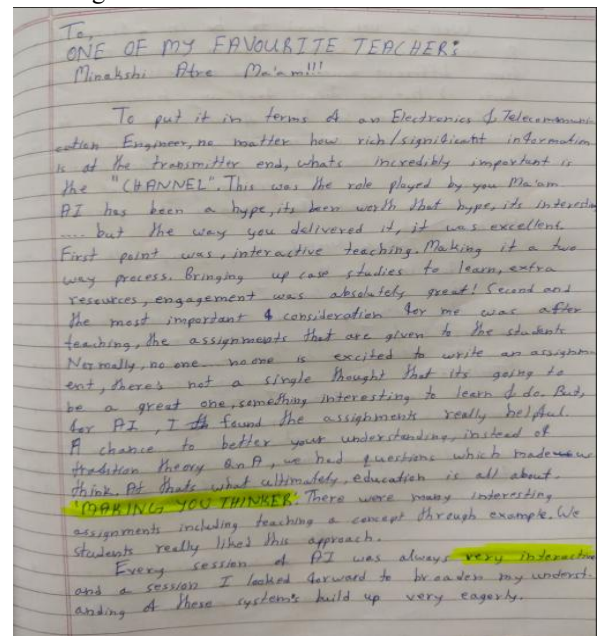 To,
ONE OF MY FAVOURITE TEACHER:
Minakshi Atre Ma'am!!!
To put it in terms of an Electronics & Telecommuni-
cation Engineer, no matter how rich/significant information
is at the transmitter end, whats incredibly important is
the "CHANNEL". This was the role played by you Ma'am.
AI has been a hype, its been worth that hype, its interestin
.... but the way you delivered it, it was excellent.
First point was, interactive teaching. Making it a two
way process. Bringing up case studies to learn, extra
resources, engagement was absolutely great! Second and
the most important & consideration for me was after
teaching, the assignments that are given to the students
Normally, no one... no one is excited to write an assignm-
ent, there's not a single thought that its going to
be a great one, something interesting to learn & do. But,
for AI, I found the assignments really helpful.
A chance to better your understanding, instead of
tradition theory QnA, we had questions which made us
think. At thats what ultimately, education is all about.
'MAKING YOU THINKER'. There were many interesting
assignments including teaching a concept through example. We
students really liked this approach.
Every session of AI was always very interactive
and a session I looked forward to broaden my underst-
anding of these system's build up very eagerly.